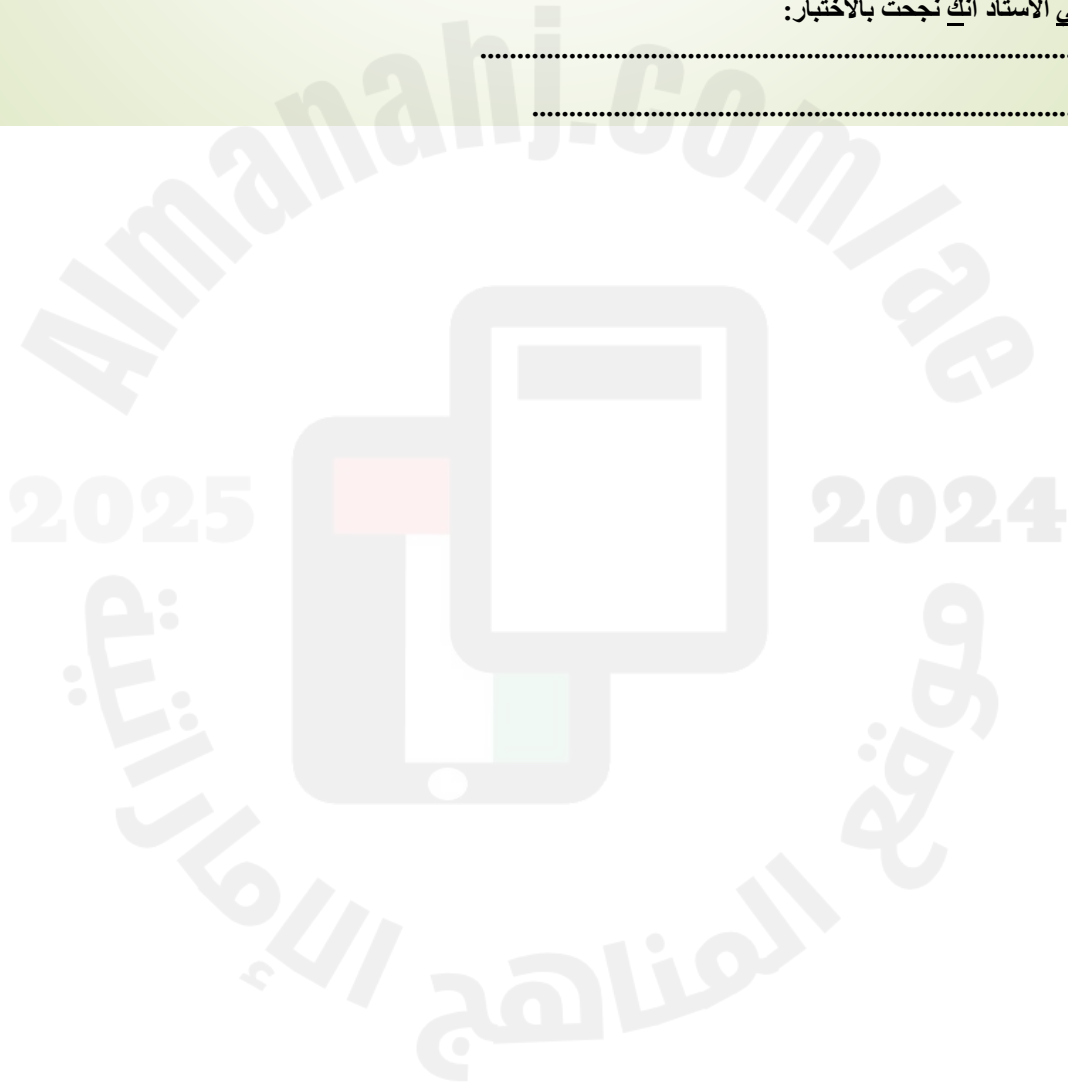 الأستاذ أنك نجحت بالاختبار:
................................................................................
.........................................................................
Almanahj.com/ae
2025 2024
موقع المناهج الإماراتية